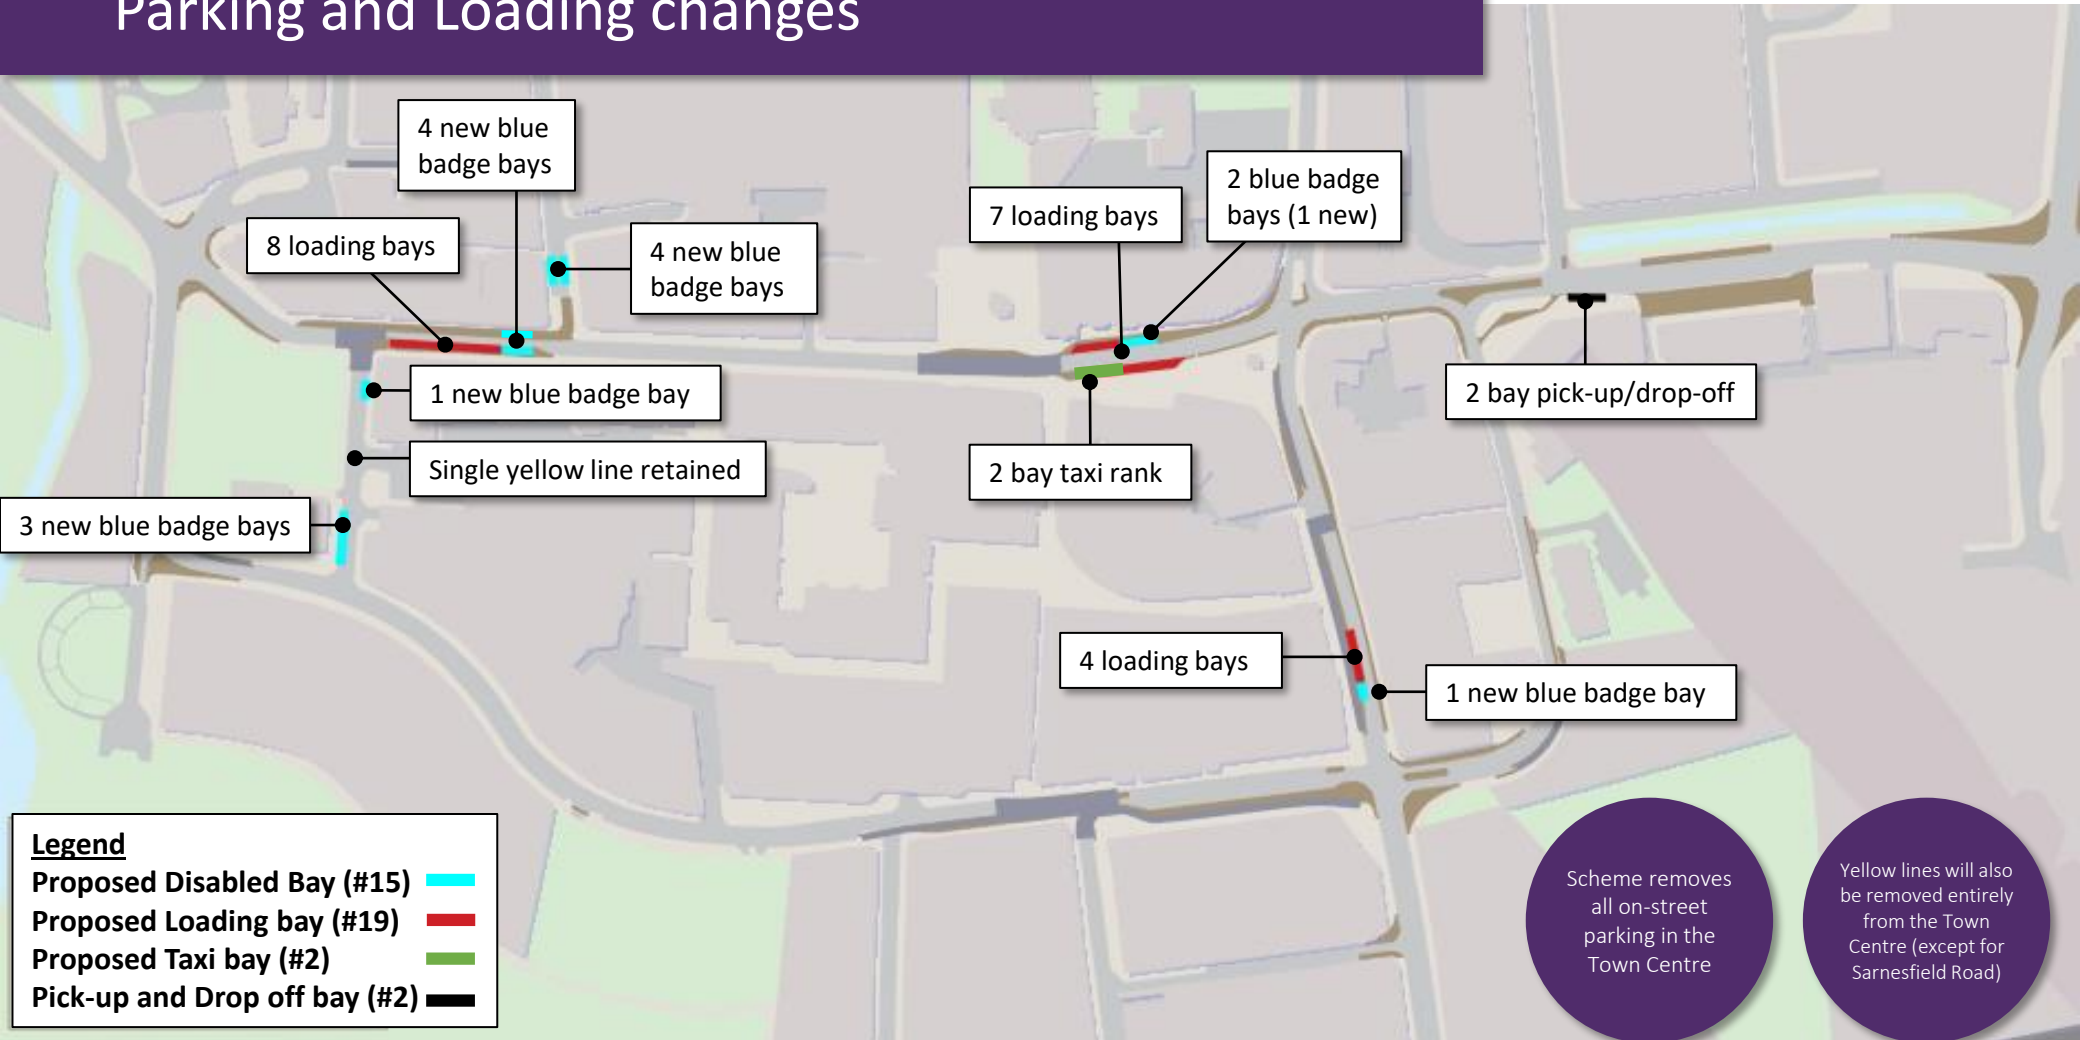 Parking and Loading changes
4 new blue
badge bays
8 loading bays
4 new blue
badge bays
7 loading bays
2 blue badge
bays (1 new)
1 new blue badge bay
2 bay pick-up/drop-off
Single yellow line retained
2 bay taxi rank
3 new blue badge bays
4 loading bays
1 new blue badge bay
Legend
Proposed Disabled Bay (#15)
Proposed Loading bay (#19)
Proposed Taxi bay (#2)
Pick-up and Drop off bay (#2)
Scheme removes
all on-street
parking in the
Town Centre
Yellow lines will also
be removed entirely
from the Town
Centre (except for
Sarnesfield Road)